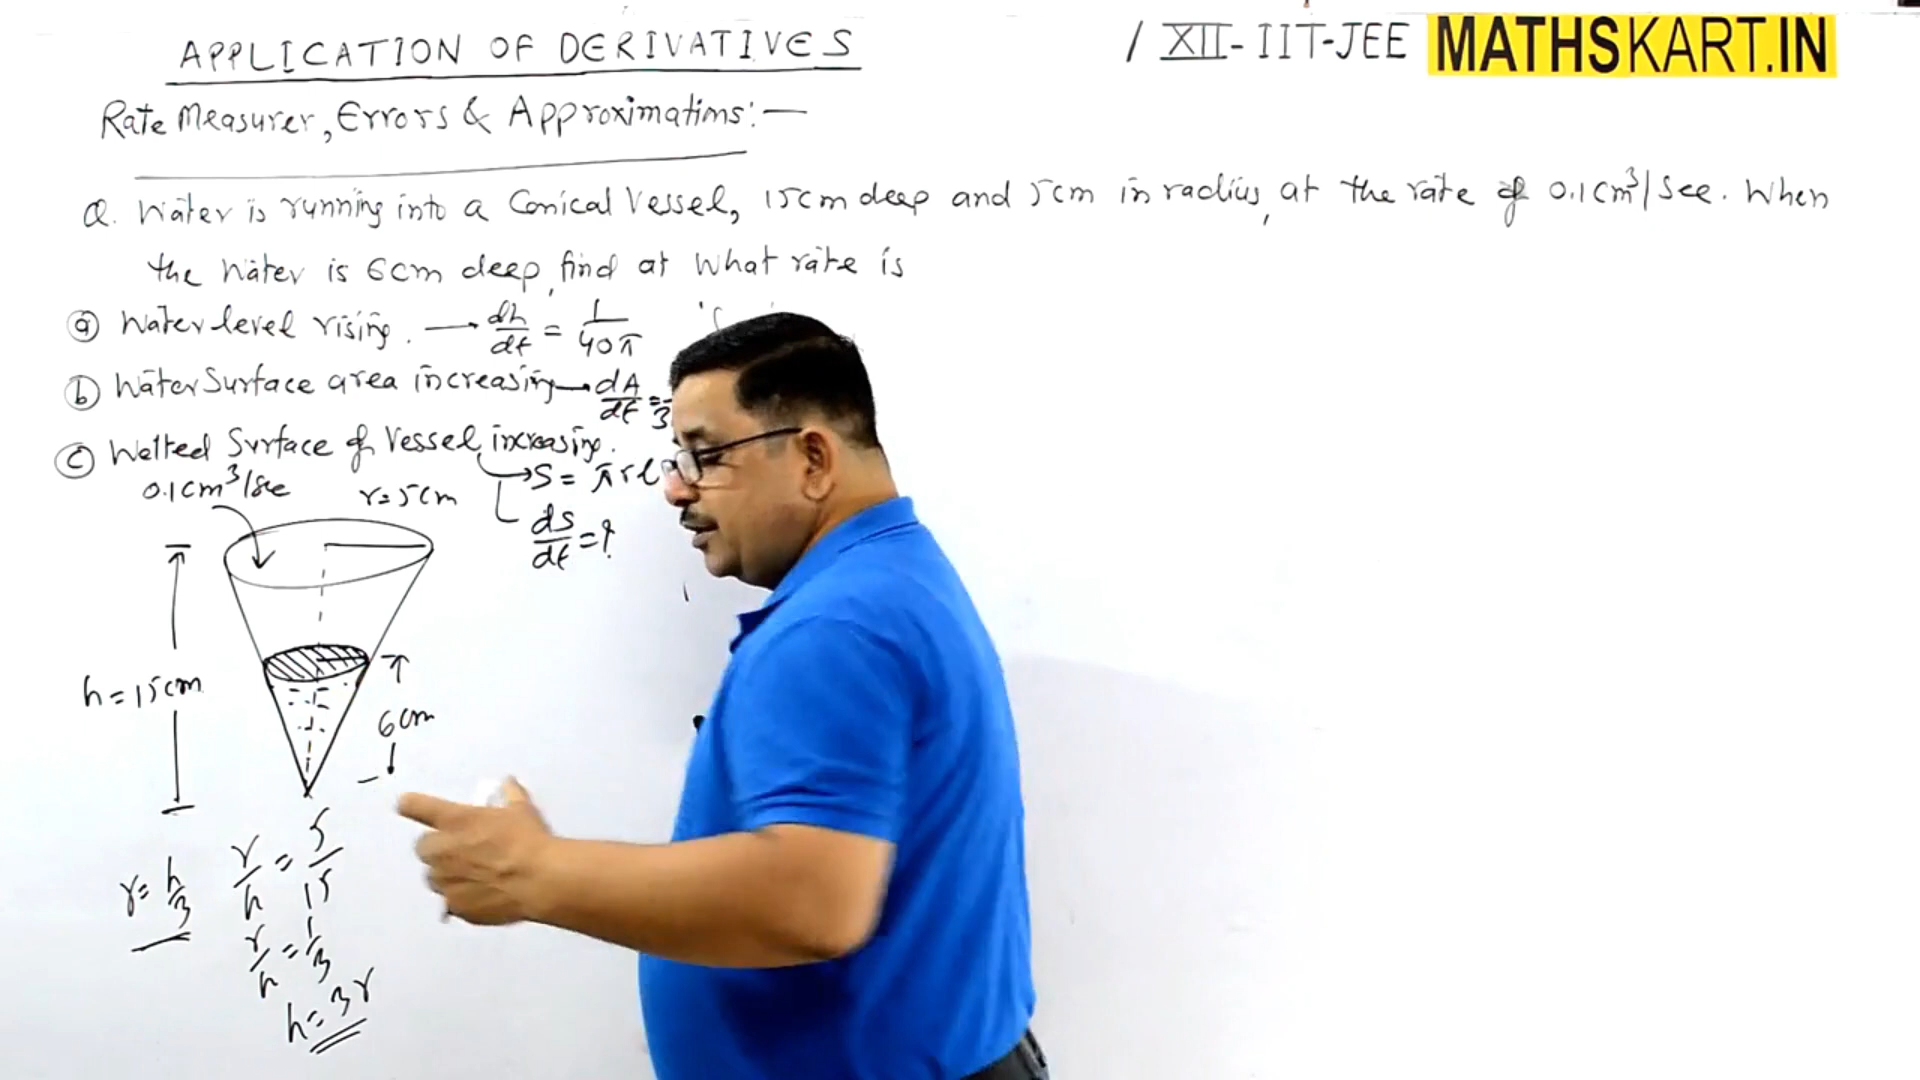 APPLICATION OF DERIVATIVES
/ XII-IIT-JEE MATHSKART.IN
Rate Measurer, Errors & Approximations:—
Q. Water is running into a Conical Vessel, 15cm deep and 5cm in radius, at the rate of 0.1cm³/Sec. When
the Water is 6cm deep, find at What rate is
ⓐ Water level rising. → dh/dt = 1/40π
ⓑ Water Surface area increasing → dA/dt =
ⓒ Wetted Surface of Vessel increasing.
→ S = πrl
ds/dt = ?
0.1cm³/Sec
r=5cm
h=15cm
6cm
r/h = 5/15
r = h/3
r/h = 1/3
h=3r